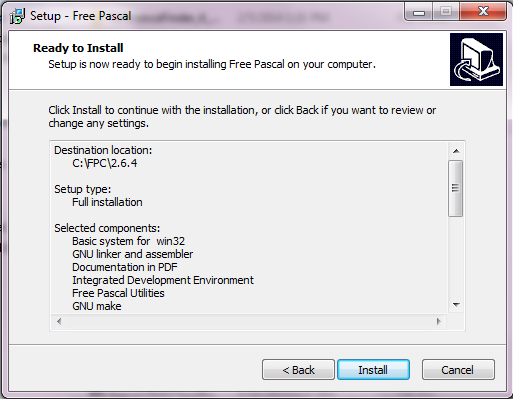 Setup - Free Pascal
Ready to Install
Setup is now ready to begin installing Free Pascal on your computer.
Click Install to continue with the installation, or click Back if you want to review or
change any settings.
Destination location:
C:\FPC\2.6.4
Setup type:
Full installation
Selected components:
Basic system for win32
GNU linker and assembler
Documentation in PDF
Integrated Development Environment
Free Pascal Utilities
GNU make
< Back
Install
Cancel